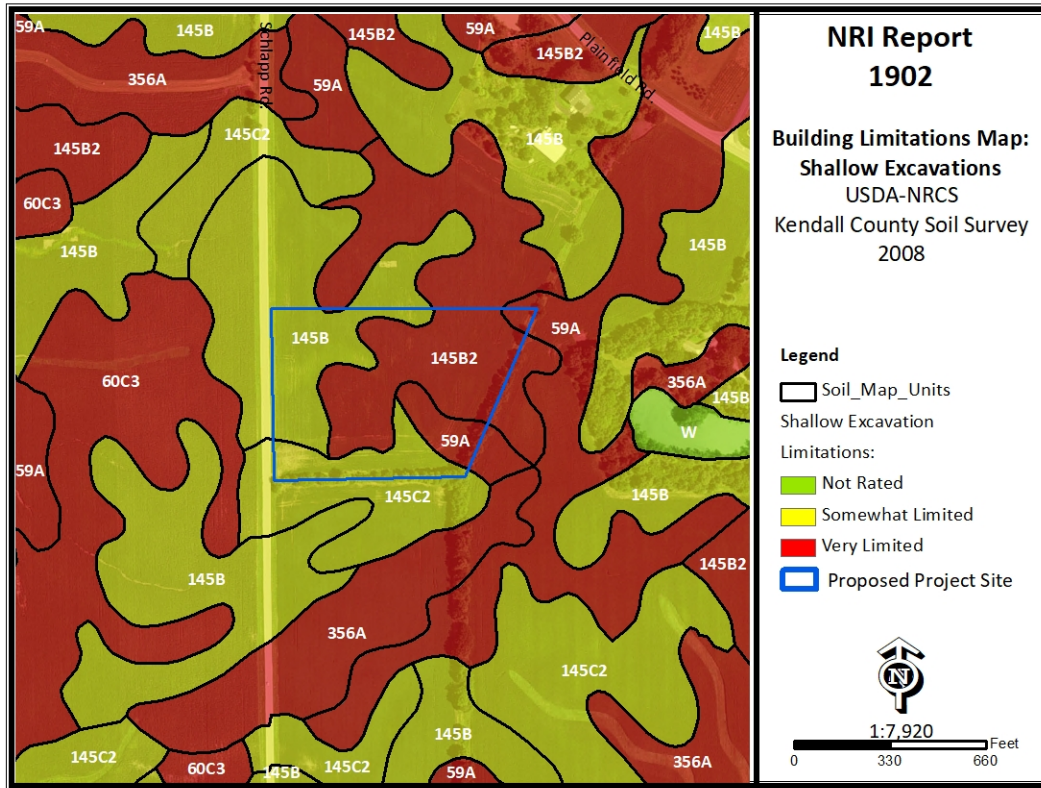 59A
145B
Schlapp Rd.
145B2
59A
145B2
Plainfield Rd.
145B
356A
59A
145C2
145B
145B2
60C3
145B
145B
145B
59A
145B2
60C3
356A
145B
W
59A
59A
145C2
145B
145B2
145B
356A
145C2
145B
145C2
60C3
145B
145C2
59A
356A
NRI Report
1902
Building Limitations Map:
Shallow Excavations
USDA-NRCS
Kendall County Soil Survey
2008
Legend
Soil_Map_Units
Shallow Excavation
Limitations:
Not Rated
Somewhat Limited
Very Limited
Proposed Project Site
N
1:7,920
Feet
0 330 660